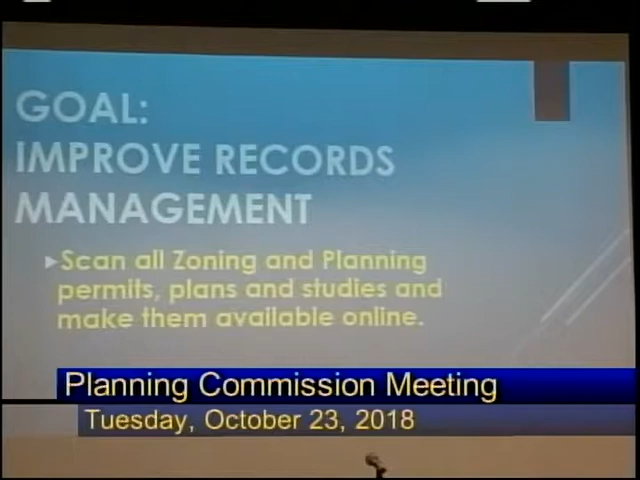 GOAL:
IMPROVE RECORDS
MANAGEMENT
▸Scan all Zoning and Planning
permits, plans and studies and
make them available online.
Planning Commission Meeting
Tuesday, October 23, 2018